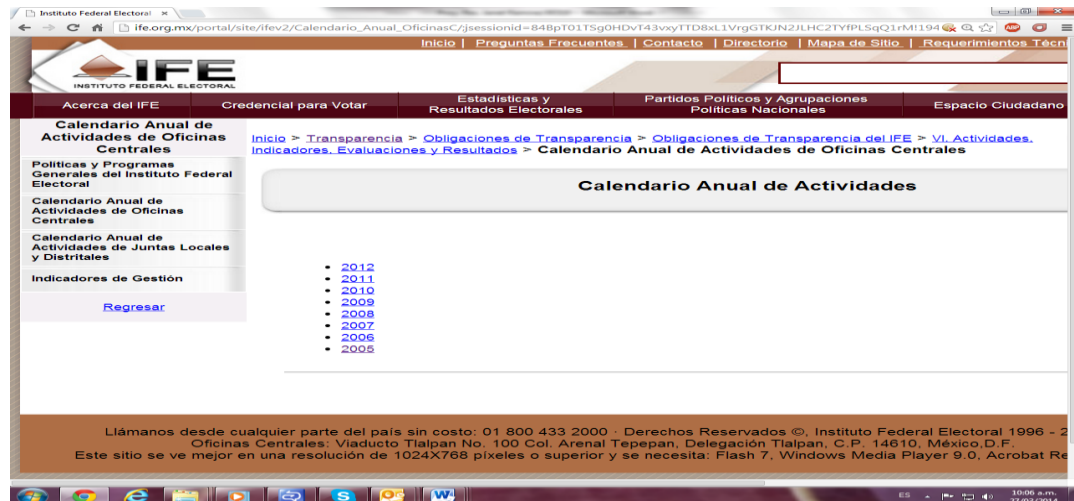 Instituto Federal Electoral
ife.org.mx/portal/site/ifev2/Calendario_Anual_OficinasC/;jsessionid=84BpT01TSg0HDvT43vxyTTD8xL1VrgGTKJN2JLHC2TYfPLSqQ1rM!194
ABP
Inicio | Preguntas Frecuentes | Contacto | Directorio | Mapa de Sitio | Requerimientos Técni
IFE
INSTITUTO FEDERAL ELECTORAL
Acerca del IFE Credencial para Votar Estadísticas y Resultados Electorales Partidos Políticos y Agrupaciones Políticas Nacionales Espacio Ciudadano
Calendario Anual de
Actividades de Oficinas
Centrales
Políticas y Programas
Generales del Instituto Federal
Electoral
Calendario Anual de
Actividades de Oficinas
Centrales
Calendario Anual de
Actividades de Juntas Locales
y Distritales
Indicadores de Gestión
Regresar
Inicio > Transparencia > Obligaciones de Transparencia > Obligaciones de Transparencia del IFE > VI. Actividades,
Indicadores, Evaluaciones y Resultados > Calendario Anual de Actividades de Oficinas Centrales
Calendario Anual de Actividades
2012
2011
2010
2009
2008
2007
2006
2005
Llámanos desde cualquier parte del país sin costo: 01 800 433 2000 · Derechos Reservados ©, Instituto Federal Electoral 1996 - 2
Oficinas Centrales: Viaducto Tlalpan No. 100 Col. Arenal Tepepan, Delegación Tlalpan, C.P. 14610, México,D.F.
Este sitio se ve mejor en una resolución de 1024X768 píxeles o superior y se necesita: Flash 7, Windows Media Player 9.0, Acrobat Re
ES
10:06 a.m.
27/03/2014